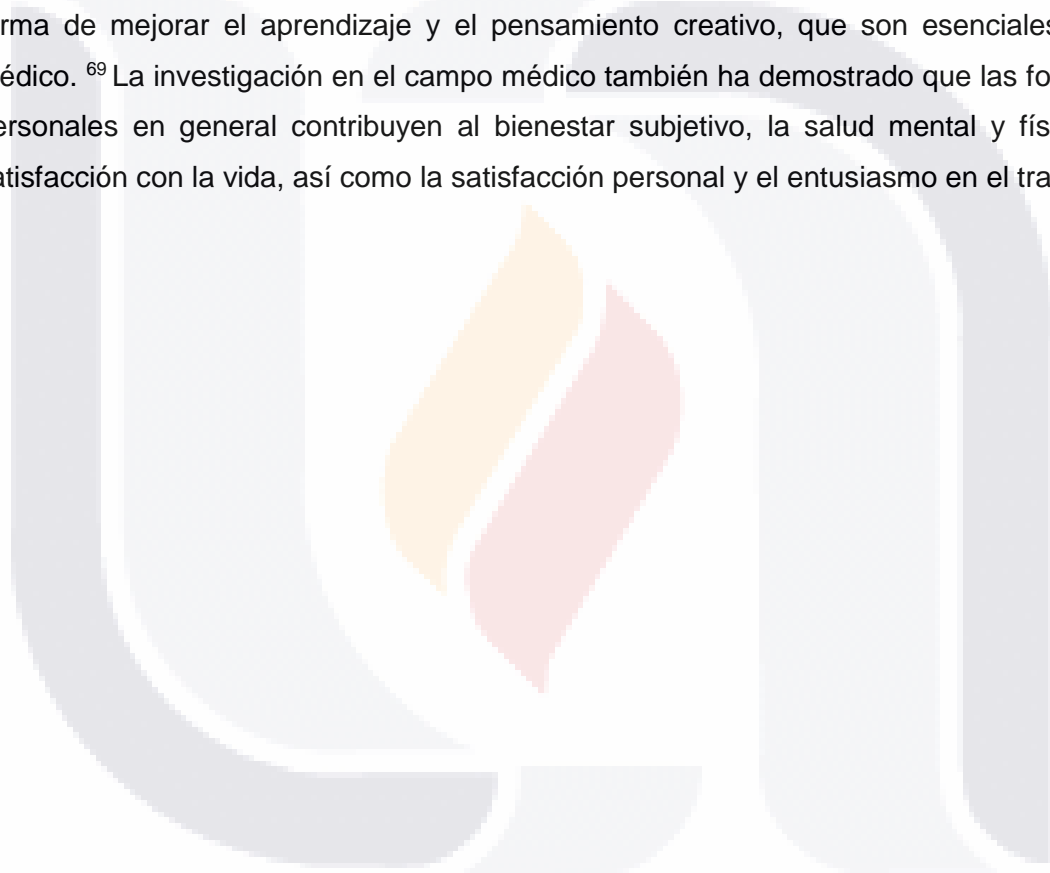 rma de mejorar el aprendizaje y el pensamiento creativo, que son esenciales
édico. 69 La investigación en el campo médico también ha demostrado que las fo
ersonales en general contribuyen al bienestar subjetivo, la salud mental y fís
atisfacción con la vida, así como la satisfacción personal y el entusiasmo en el tra